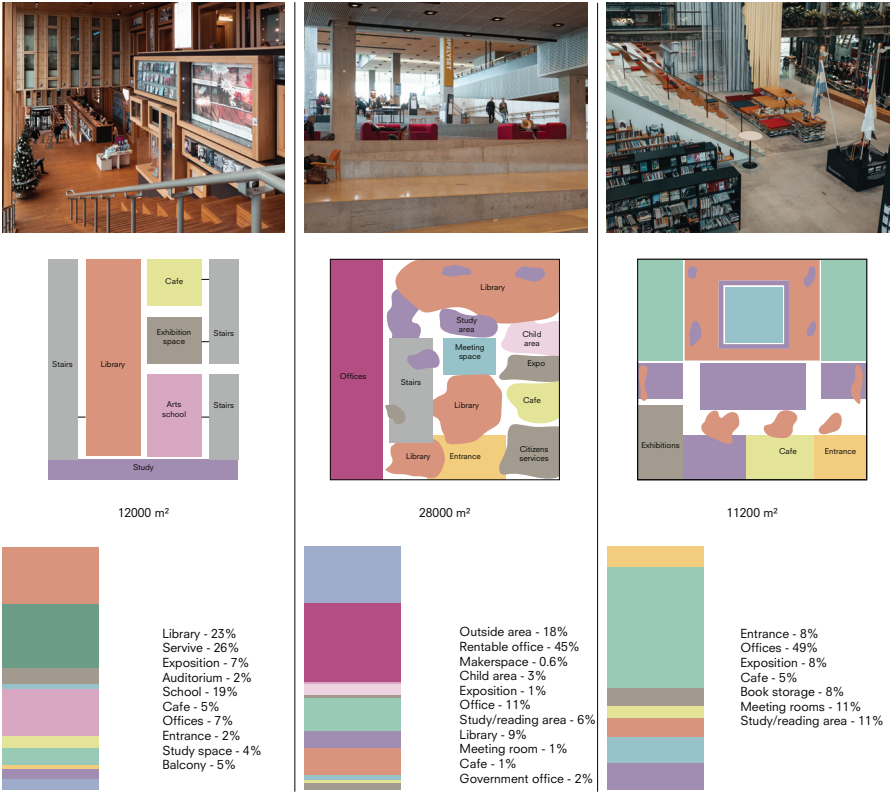 Stairs
Library
Cafe
Exhibition
space
Arts
school
Stairs
Stairs
Study
12000 m²
Library - 23%
Servive - 26%
Exposition - 7%
Auditorium - 2%
School - 19%
Cafe - 5%
Offices - 7%
Entrance - 2%
Study space - 4%
Balcony - 5%
Offices
Library
Study
area
Child
area
Meeting
space
Expo
Stairs
Library
Cafe
Library
Entrance
Citizens
services
28000 m²
Outside area - 18%
Rentable office - 45%
Makerspace - 0.6%
Child area - 3%
Exposition - 1%
Office - 11%
Study/reading area - 6%
Library - 9%
Meeting room - 1%
Cafe - 1%
Government office - 2%
Exhibitions
Cafe
Entrance
11200 m²
Entrance - 8%
Offices - 49%
Exposition - 8%
Cafe - 5%
Book storage - 8%
Meeting rooms - 11%
Study/reading area - 11%